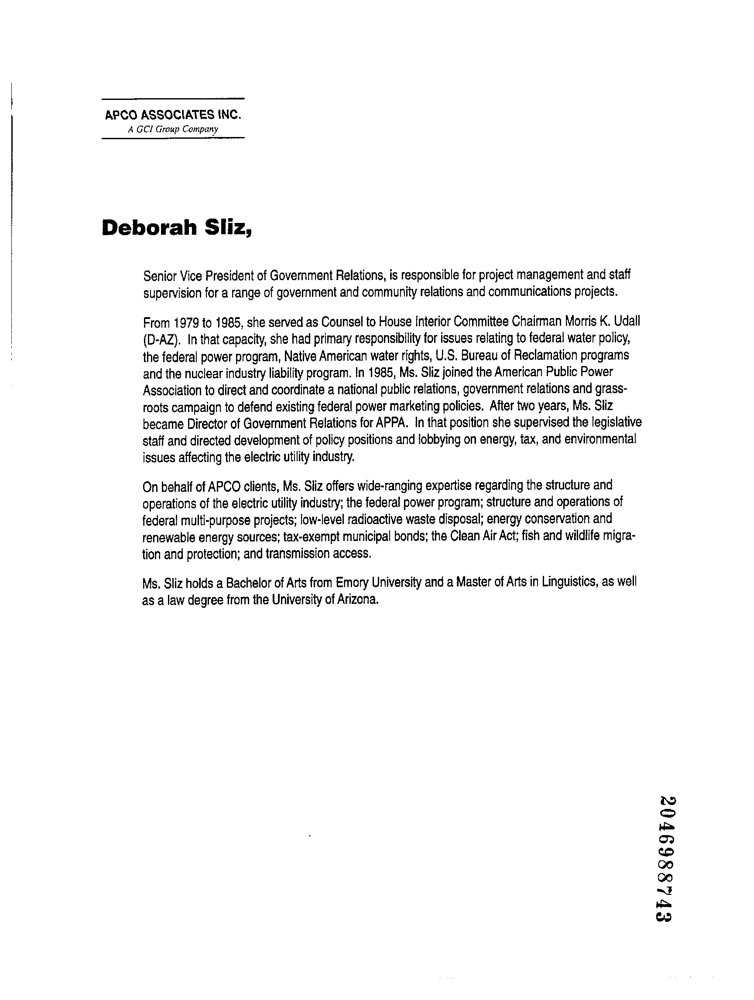 APCO ASSOCIATES INC.
A GCI Group Company
Deborah Sliz,
Senior Vice President of Government Relations, is responsible for project management and staff
supervision for a range of government and community relations and communications projects.
From 1979 to 1985, she served as Counsel to House Interior Committee Chairman Morris K. Udall
(D-AZ). In that capacity, she had primary responsibility for issues relating to federal water policy,
the federal power program, Native American water rights, U.S. Bureau of Reclamation programs
and the nuclear industry liability program. In 1985, Ms. Sliz joined the American Public Power
Association to direct and coordinate a national public relations, government relations and grass-
roots campaign to defend existing federal power marketing policies. After two years, Ms. Sliz
became Director of Government Relations for APPA. In that position she supervised the legislative
staff and directed development of policy positions and lobbying on energy, tax, and environmental
issues affecting the electric utility industry.
On behalf of APCO clients, Ms. Sliz offers wide-ranging expertise regarding the structure and
operations of the electric utility industry; the federal power program; structure and operations of
federal multi-purpose projects; low-level radioactive waste disposal; energy conservation and
renewable energy sources; tax-exempt municipal bonds; the Clean Air Act; fish and wildlife migra-
tion and protection; and transmission access.
Ms. Sliz holds a Bachelor of Arts from Emory University and a Master of Arts in Linguistics, as well
as a law degree from the University of Arizona.
2046988743